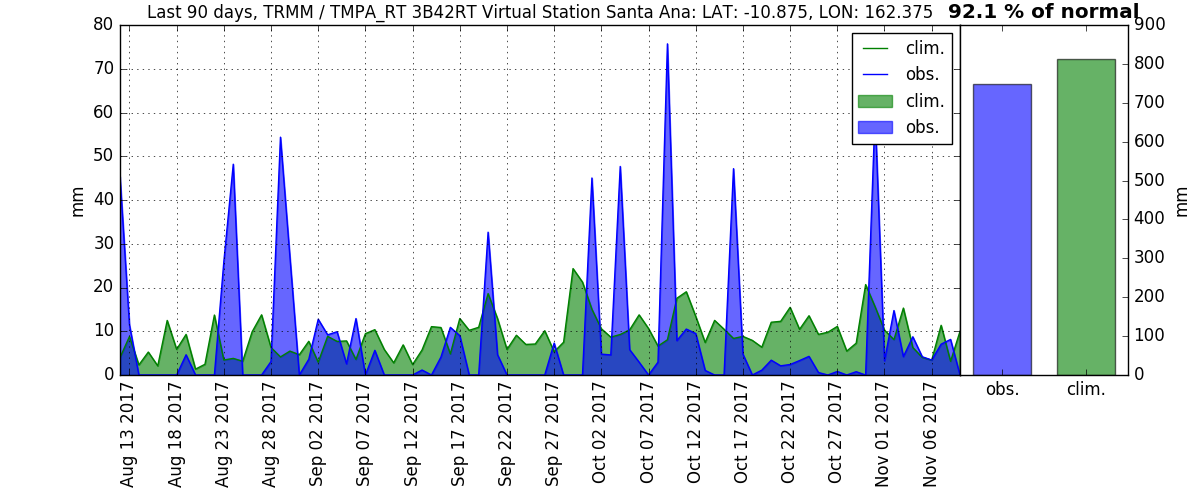 Last 90 days, TRMM / TMPA_RT 3B42RT Virtual Station Santa Ana: LAT: -10.875, LON: 162.375 92.1 % of normal
80
70
60
50
40
30
20
10
0
mm
clim.
obs.
clim.
obs.
900
800
700
600
500
400
300
200
100
0
mm
obs. clim.
Aug 13 2017
Aug 18 2017
Aug 23 2017
Aug 28 2017
Sep 02 2017
Sep 07 2017
Sep 12 2017
Sep 17 2017
Sep 22 2017
Sep 27 2017
Oct 02 2017
Oct 07 2017
Oct 12 2017
Oct 17 2017
Oct 22 2017
Oct 27 2017
Nov 01 2017
Nov 06 2017